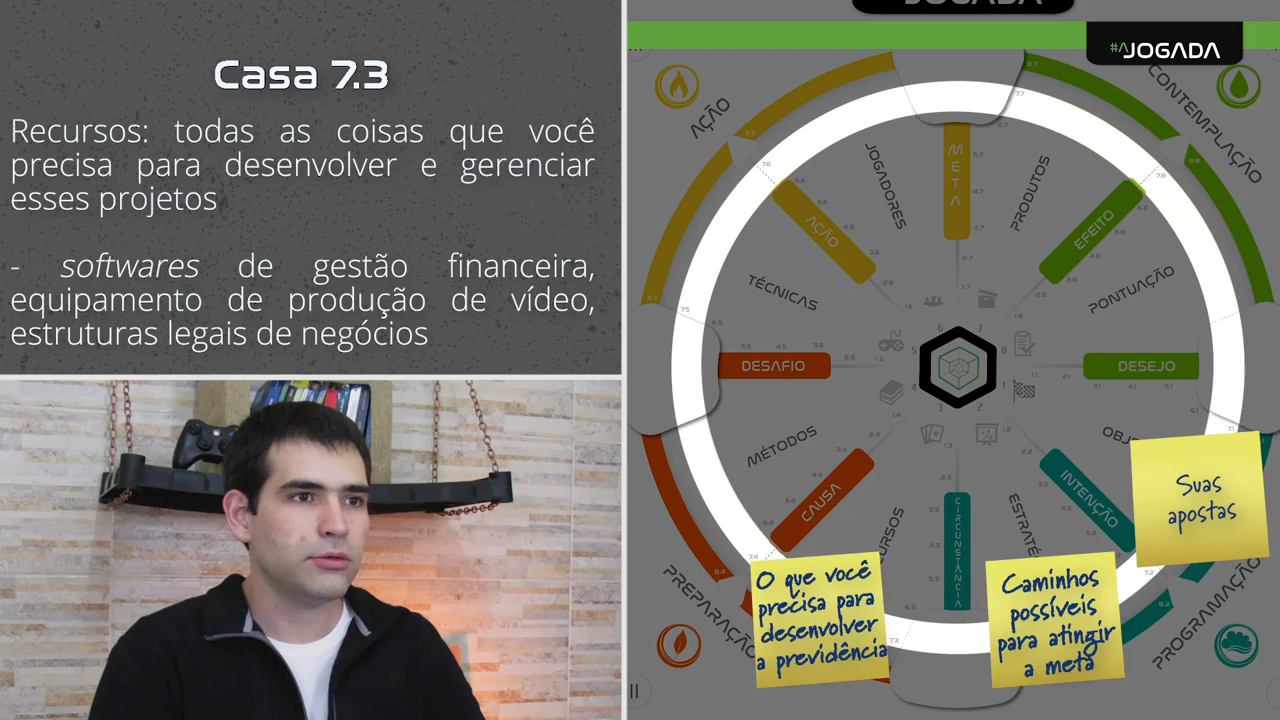 Casa 7.3
Recursos: todas as coisas que você
precisa para desenvolver e gerenciar
esses projetos
- softwares de gestão financeira,
equipamento de produção de vídeo,
estruturas legais de negócios
JOGADA
#AJOGADA
AÇÃO
CONTEMPLAÇÃO
JOGADORES
META
PRODUTOS
AÇÃO
EFEITO
TÉCNICAS
PONTUAÇÃO
DESAFIO
DESEJO
MÉTODOS
CAUSA
CIRCUNSTÂNCIA
INTENÇÃO
PREPARAÇÃO
PROGRAMAÇÃO
Suas
apostas
O que você
precisa para
desenvolver
a previdência
Caminhos
possíveis
para atingir
a meta